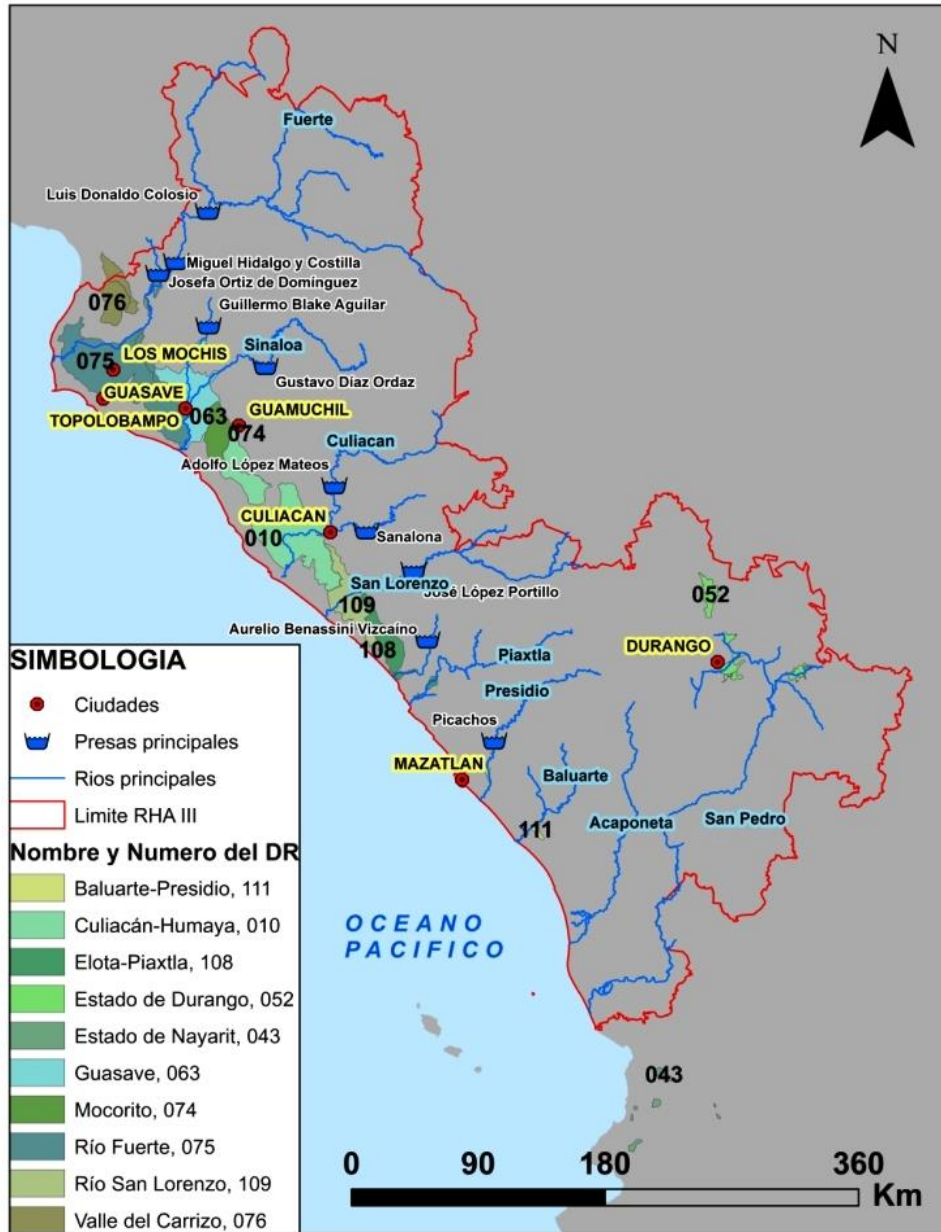 N
Fuerte
Luis Donaldo Colosio
Miguel Hidalgo y Costilla
Josefa Ortiz de Domínguez
076
Guillermo Blake Aguilar
Sinaloa
075
LOS MOCHIS
Gustavo Díaz Ordaz
GUASAVE
TOPOLOBAMPO
063
GUAMUCHIL
074
Culiacan
Adolfo López Mateos
CULIACAN
010
Sanalona
San Lorenzo
José López Portillo
052
109
Aurelio Benassini Vizcaíno
108
Piaxtla
DURANGO
Presidio
Picachos
MAZATLAN
Baluarte
111
Acaponeta
San Pedro
OCEANO
PACIFICO
043
SIMBOLOGIA
Ciudades
Presas principales
Rios principales
Limite RHA III
Nombre y Numero del DR
Baluarte-Presidio, 111
Culiacán-Humaya, 010
Elota-Piaxtla, 108
Estado de Durango, 052
Estado de Nayarit, 043
Guasave, 063
Mocorito, 074
Río Fuerte, 075
Río San Lorenzo, 109
Valle del Carrizo, 076
0 90 180 360
Km